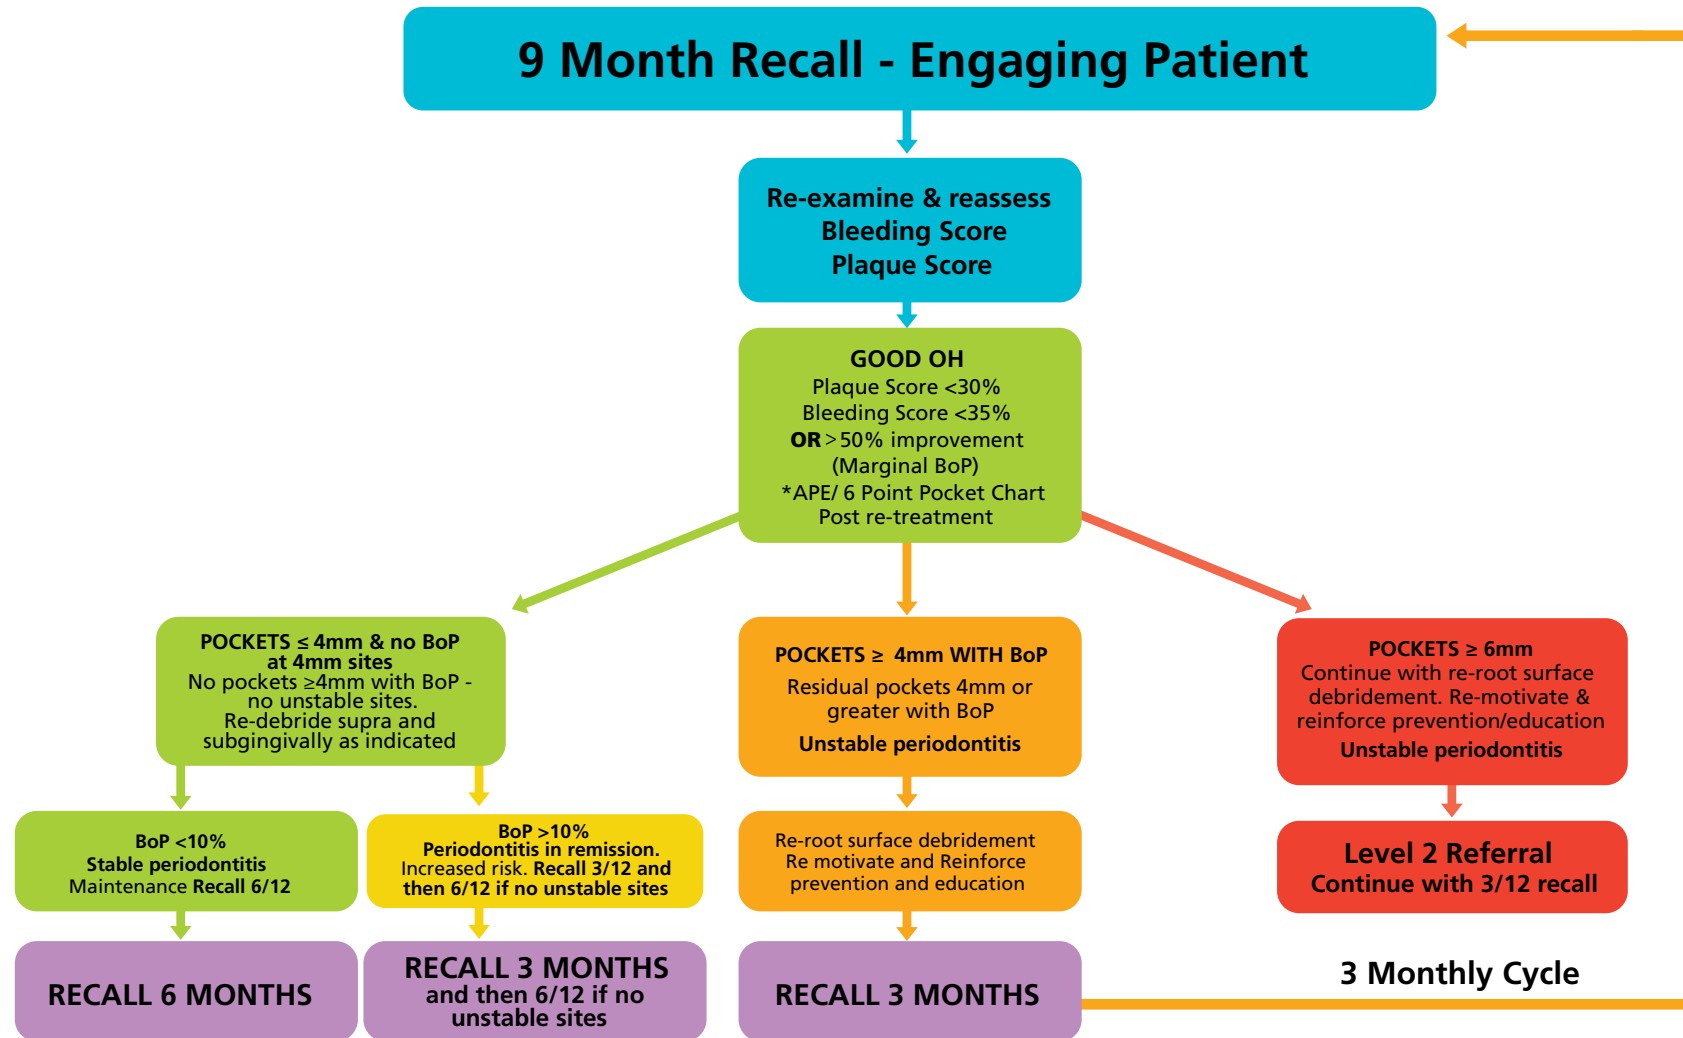 9 Month Recall - Engaging Patient
Re-examine & reassess
Bleeding Score
Plaque Score
GOOD OH
Plaque Score <30%
Bleeding Score <35%
OR >50% improvement
(Marginal BoP)
*APE/ 6 Point Pocket Chart
Post re-treatment
POCKETS ≤ 4mm & no BoP
at 4mm sites
No pockets ≥4mm with BoP -
no unstable sites.
Re-debride supra and
subgingivally as indicated
POCKETS ≥ 4mm WITH BoP
Residual pockets 4mm or
greater with BoP
Unstable periodontitis
POCKETS ≥ 6mm
Continue with re-root surface
debridement. Re-motivate &
reinforce prevention/education
Unstable periodontitis
BoP <10%
Stable periodontitis
Maintenance Recall 6/12
BoP >10%
Periodontitis in remission.
Increased risk. Recall 3/12 and
then 6/12 if no unstable sites
Re-root surface debridement
Re motivate and Reinforce
prevention and education
Level 2 Referral
Continue with 3/12 recall
RECALL 6 MONTHS
RECALL 3 MONTHS
and then 6/12 if no
unstable sites
RECALL 3 MONTHS
3 Monthly Cycle